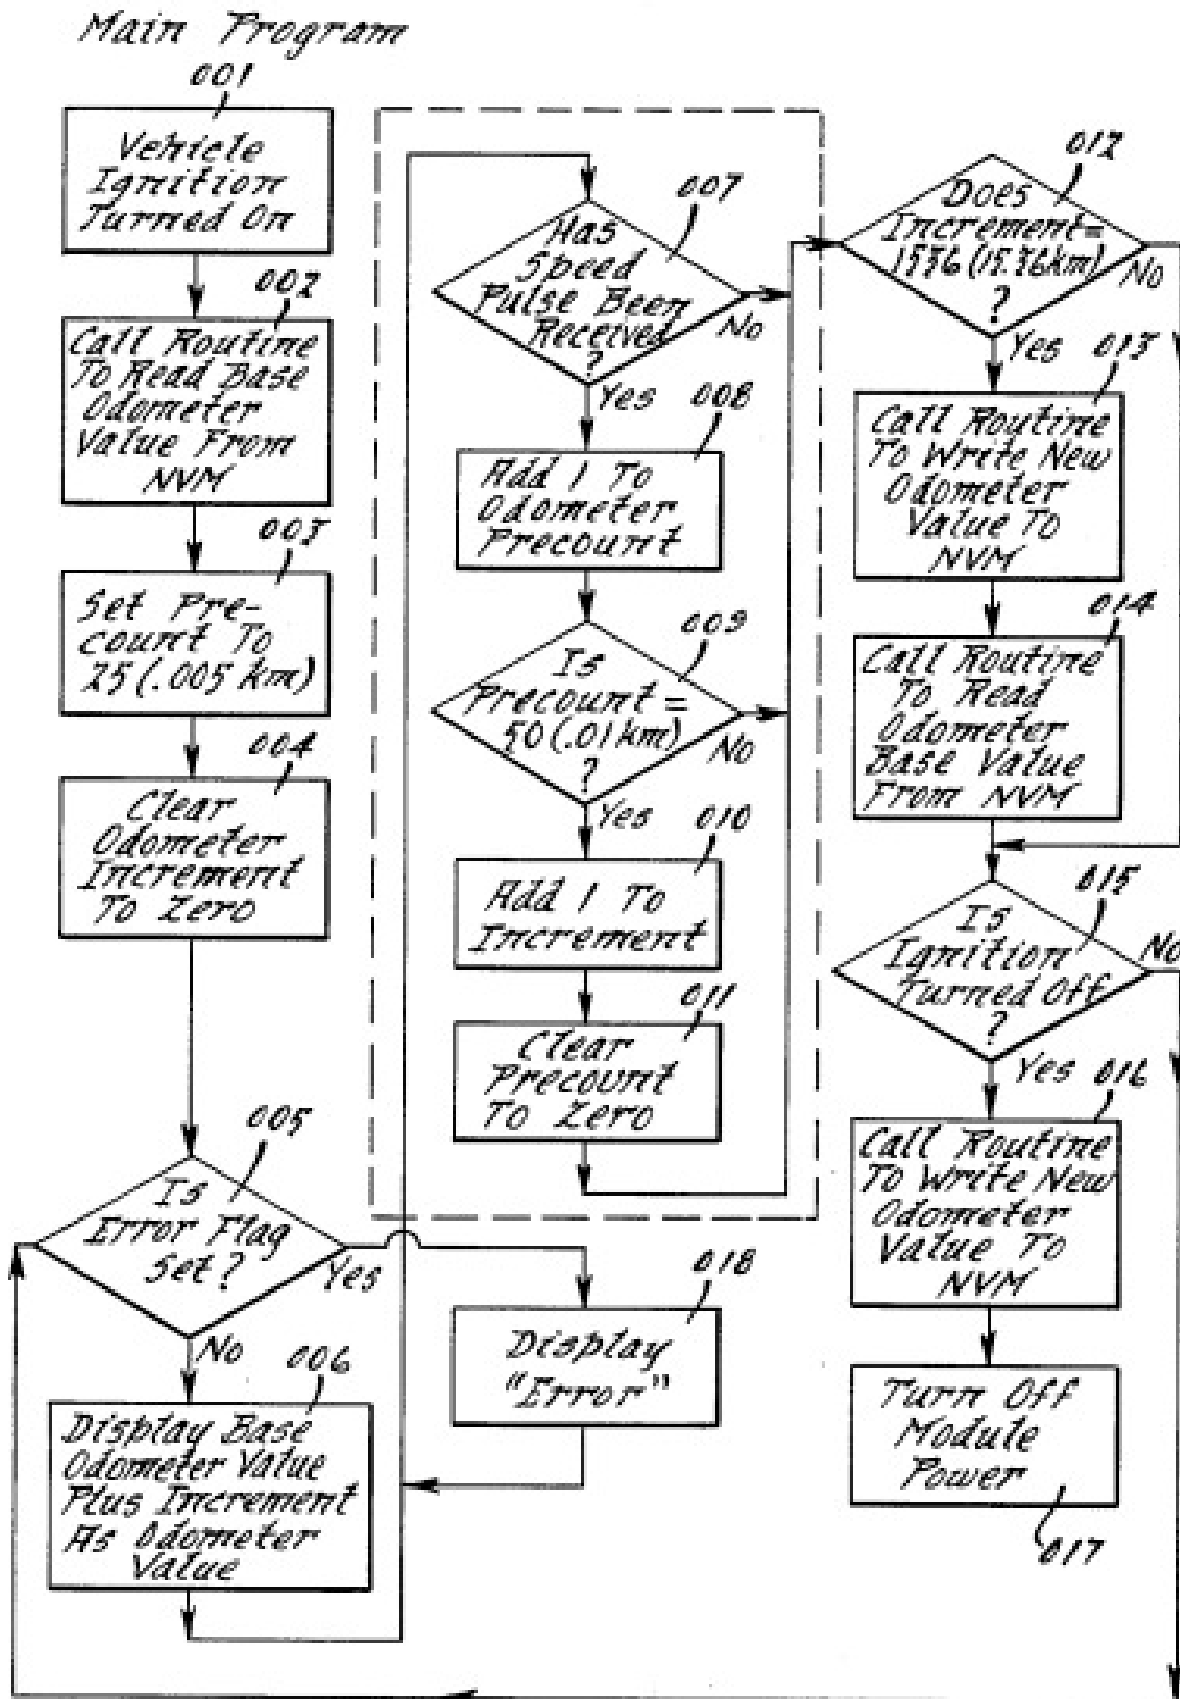 Main Program
001
Vehicle
Ignition
Turned On
002
Call Routine
To Read Base
Odometer
Value From
NVM
003
Set Pre-
count To
25 (.005 km)
004
Clear
Odometer
Increment
To Zero
005
Is
Error Flag
Set?
Yes
No
006
Display Base
Odometer Value
Plus Increment
As Odometer
Value
007
Has
Speed
Pulse Been
Received
?
No
Yes
008
Add 1 To
Odometer
Precount
009
Is
Precount =
50 (.01 km)
?
No
Yes
010
Add 1 To
Increment
011
Clear
Precount
To Zero
018
Display
"Error"
012
Does
Increment =
?
No
Yes
013
Call Routine
To Write New
Odometer
Value To
NVM
014
Call Routine
To Read
Odometer
Base Value
From NVM
015
Is
Ignition
Turned Off
?
No
Yes
016
Call Routine
To Write New
Odometer
Value To
NVM
Turn Off
Module
Power
017